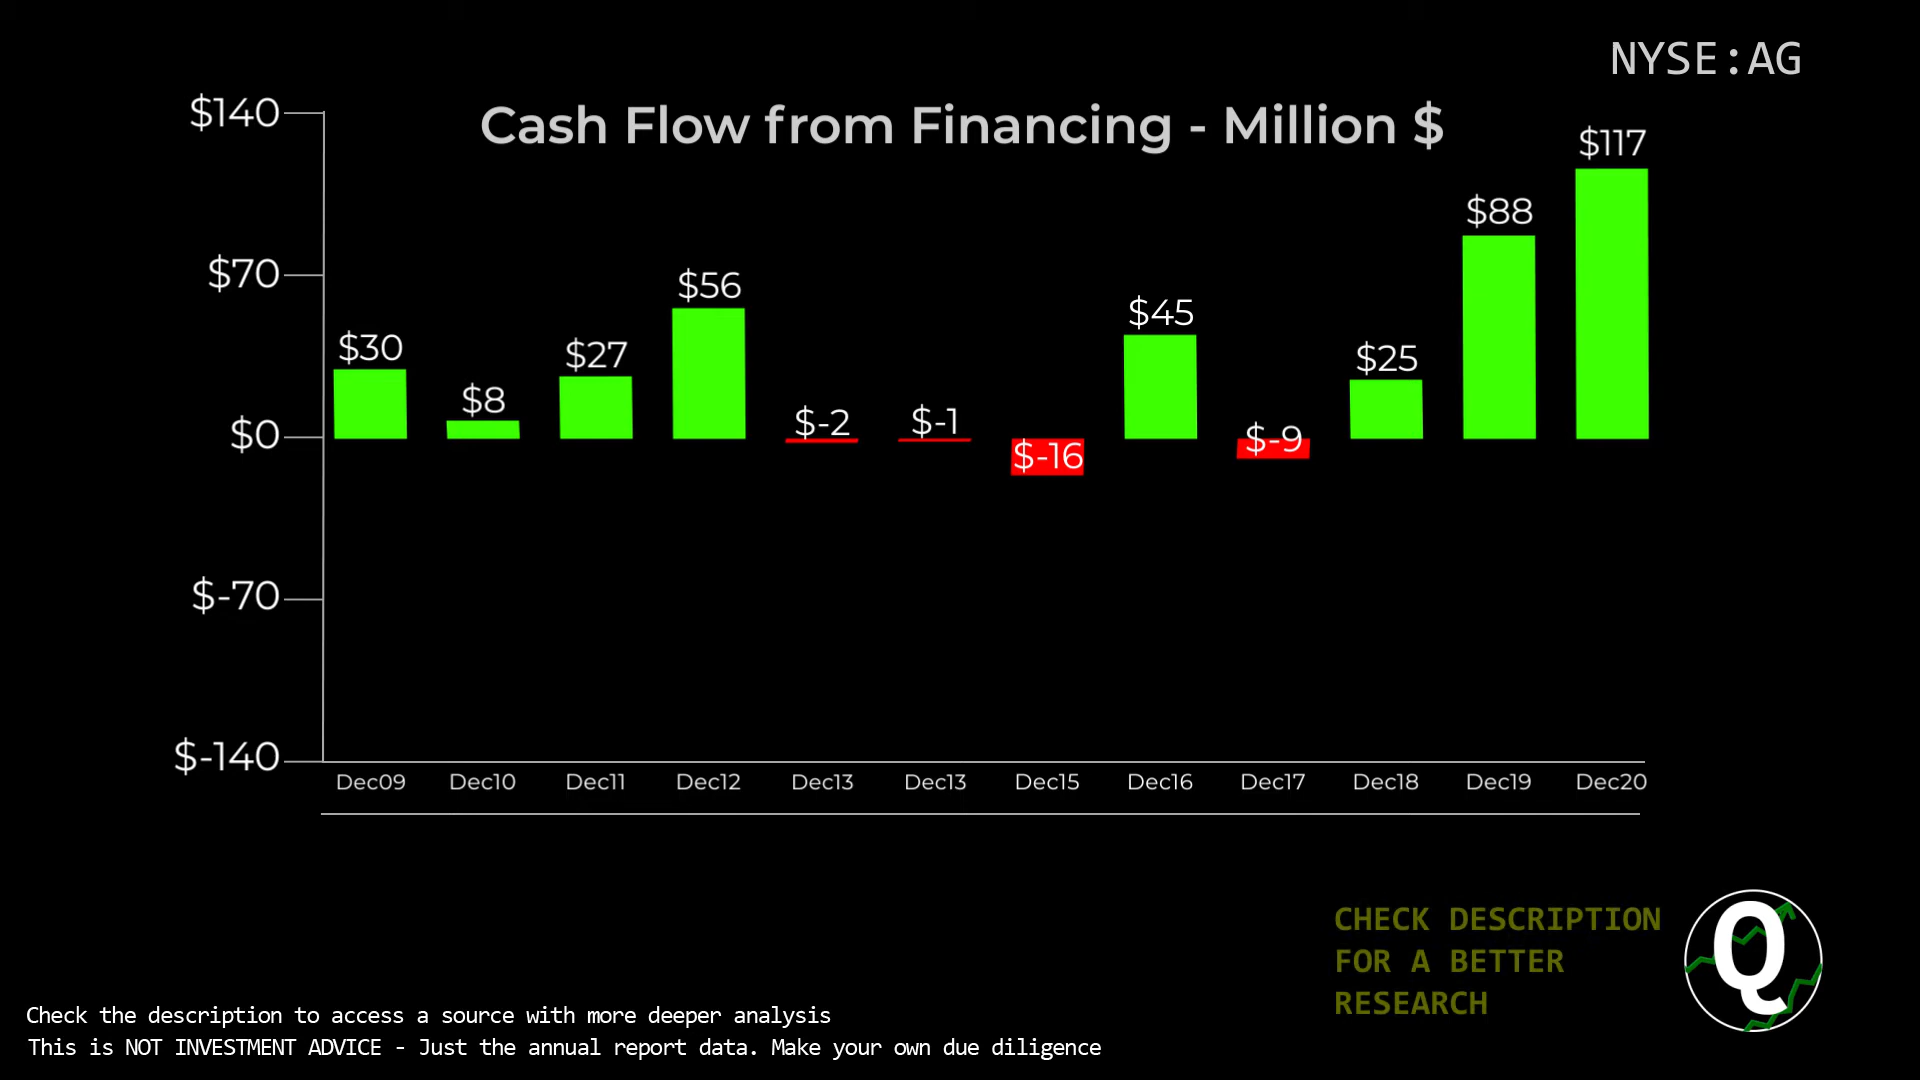 NYSE:AG
Cash Flow from Financing - Million $
$140
$70
$0
$-70
$-140
$30
$8
$27
$56
$-2
$-1
$-16
$45
$-9
$25
$88
$117
Dec09 Dec10 Dec11 Dec12 Dec13 Dec13 Dec15 Dec16 Dec17 Dec18 Dec19 Dec20
CHECK DESCRIPTION
FOR A BETTER
RESEARCH
Q
Check the description to access a source with more deeper analysis
This is NOT INVESTMENT ADVICE - Just the annual report data. Make your own due diligence